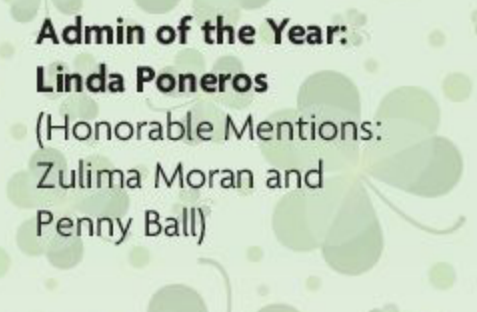 Admin of the Year:
Linda Poneros
(Honorable Mentions:
Zulima Moran and
Penny Ball)